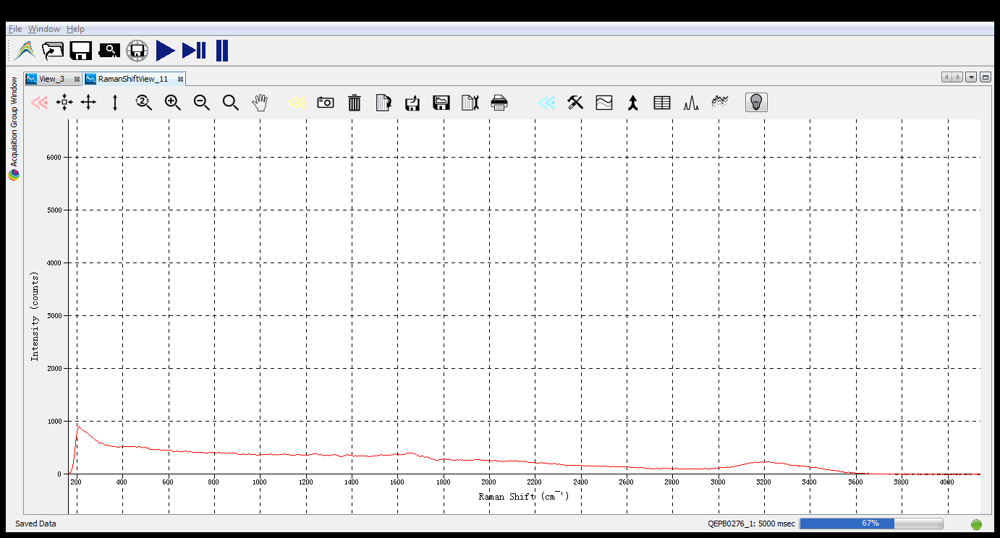 File Window Help
View_3 RamanShiftView_11
Acquisition Group Window
2
6000
5000
4000
3000
2000
1000
0
Intensity (counts)
200 400 600 800 1000 1200 1400 1600 1800 2000 2200 2400 2600 2800 3000 3200 3400 3600 3800 4000
Raman Shift (cm⁻¹)
Saved Data QEPB0276_1: 5000 msec 67%